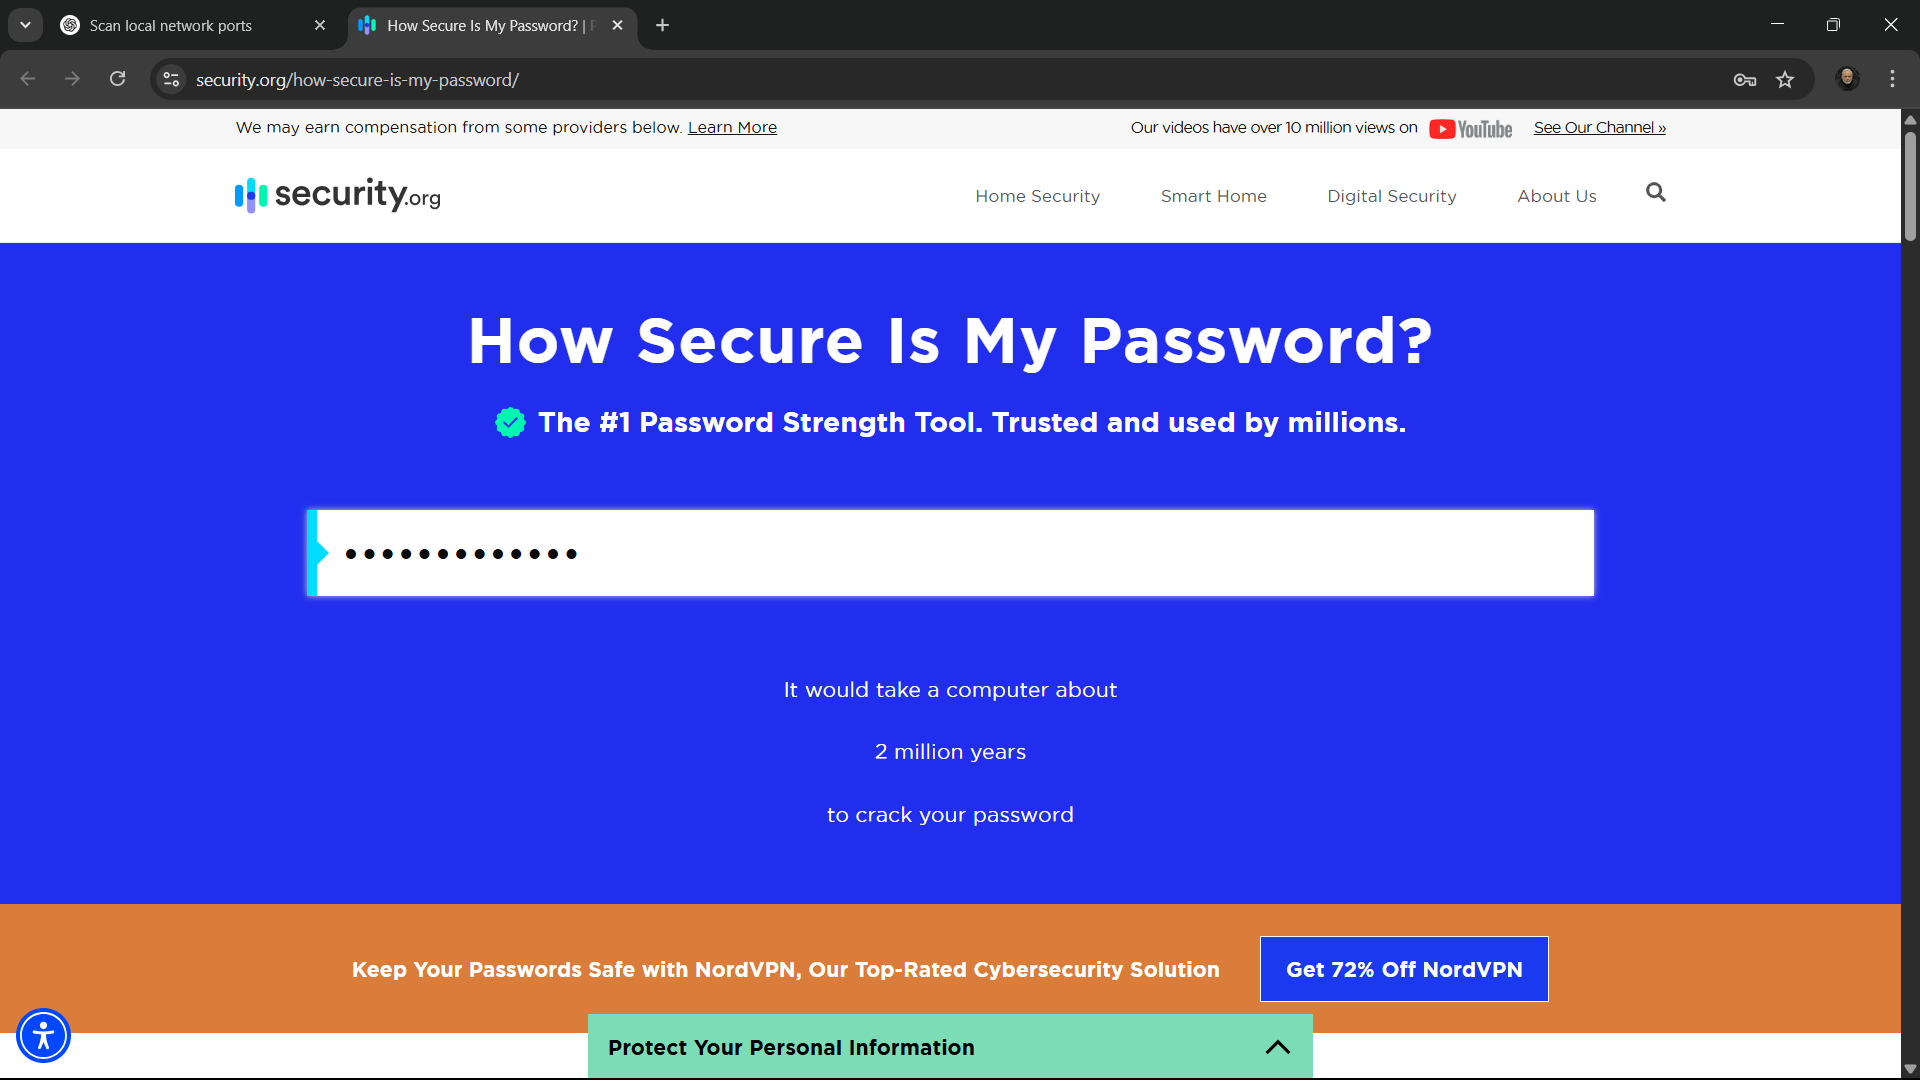 Scan local network ports
How Secure Is My Password? | P
security.org/how-secure-is-my-password/
We may earn compensation from some providers below. Learn More
Our videos have over 10 million views on YouTube See Our Channel »
security.org
Home Security
Smart Home
Digital Security
About Us
How Secure Is My Password?
The #1 Password Strength Tool. Trusted and used by millions.
•••••••••••••
It would take a computer about
2 million years
to crack your password
Keep Your Passwords Safe with NordVPN, Our Top-Rated Cybersecurity Solution
Get 72% Off NordVPN
Protect Your Personal Information